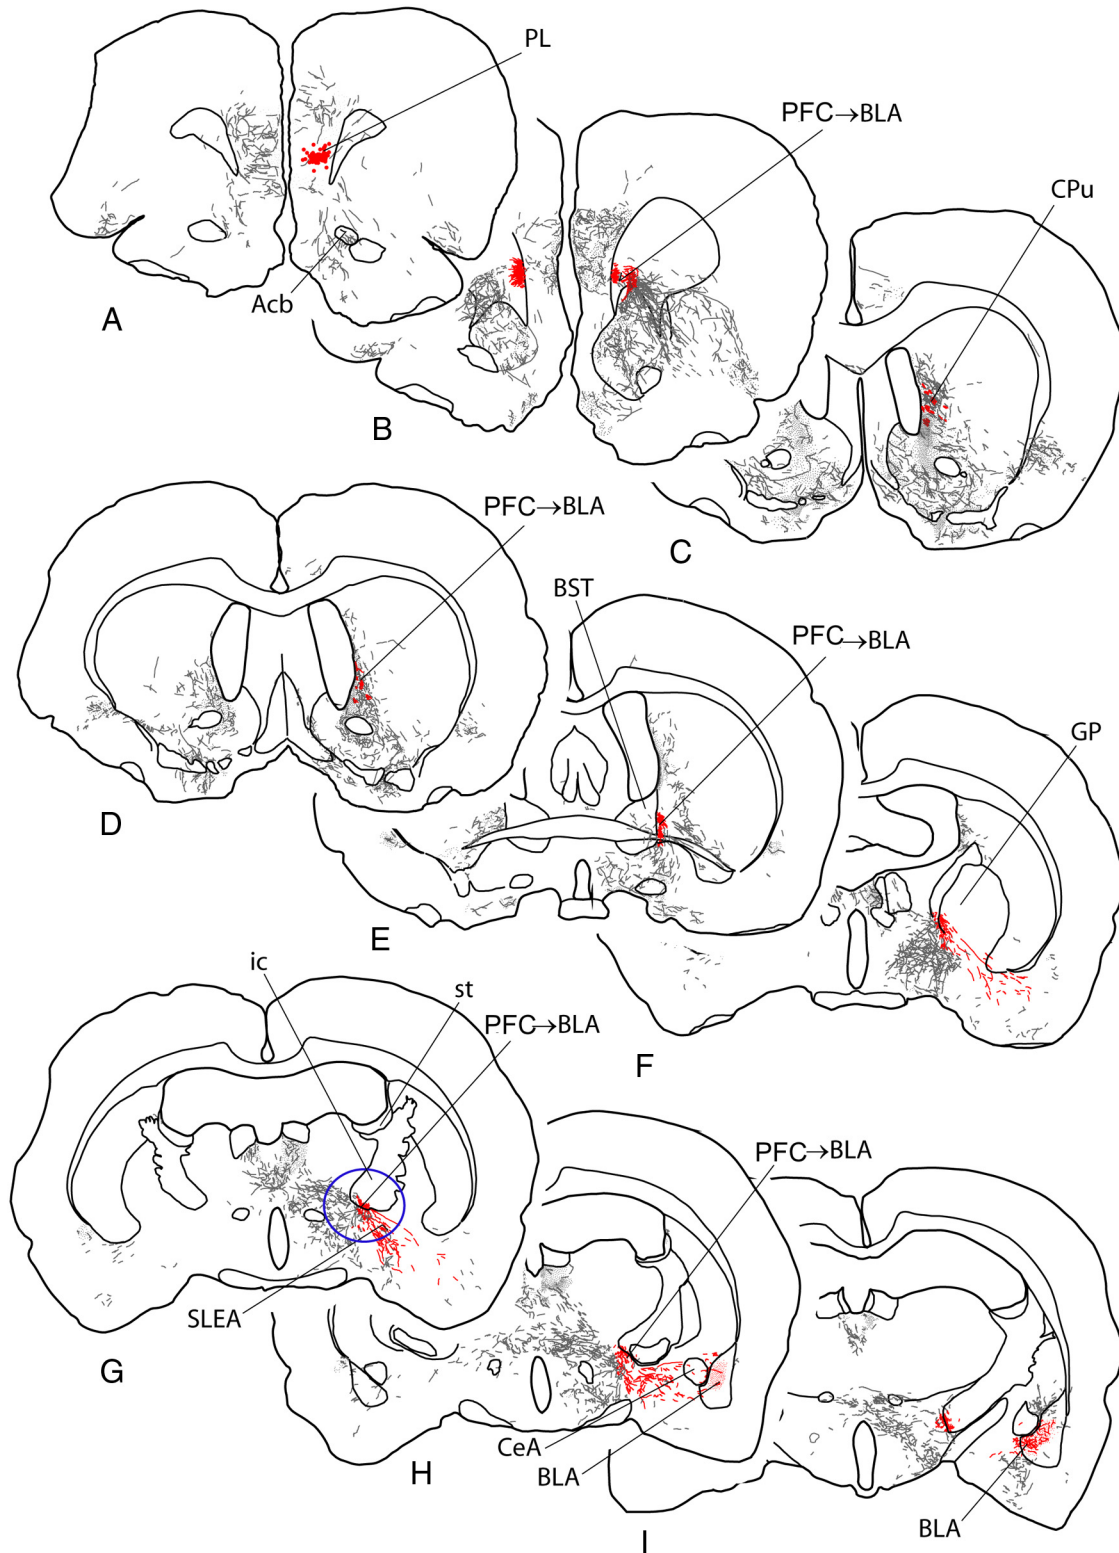 PL
PFC→BLA
CPu
Acb
A
B
C
PFC→BLA
BST
PFC→BLA
GP
D
E
F
ic
st
PFC→BLA
SLEA
PFC→BLA
G
CeA
BLA
H
BLA
I